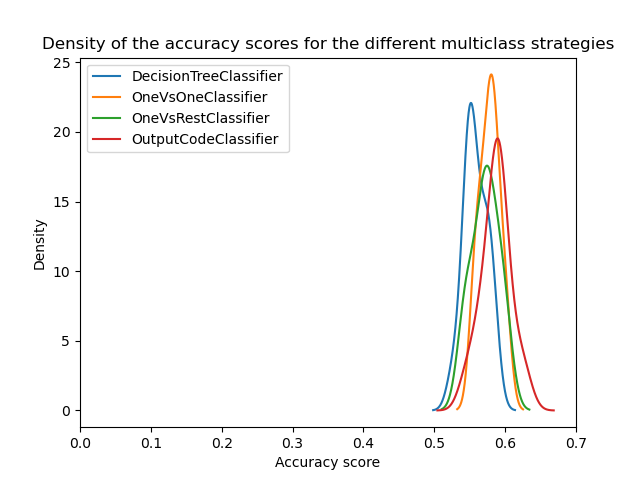 Density of the accuracy scores for the different multiclass strategies
DecisionTreeClassifier
OneVsOneClassifier
OneVsRestClassifier
OutputCodeClassifier
25
20
15
10
5
0
Density
0.0 0.1 0.2 0.3 0.4 0.5 0.6 0.7
Accuracy score